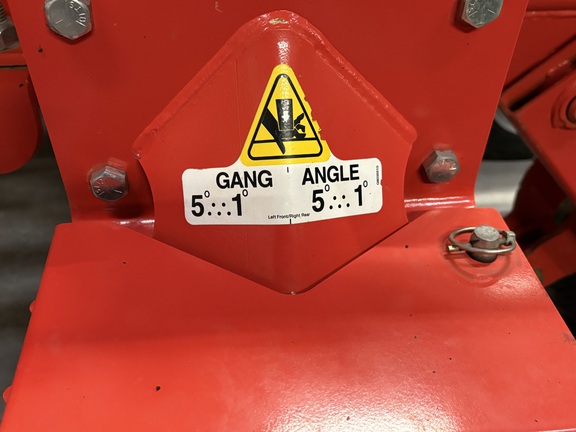 GANG ANGLE
5°∴.1° 5°.∴.1°
Left Front/Right Rear